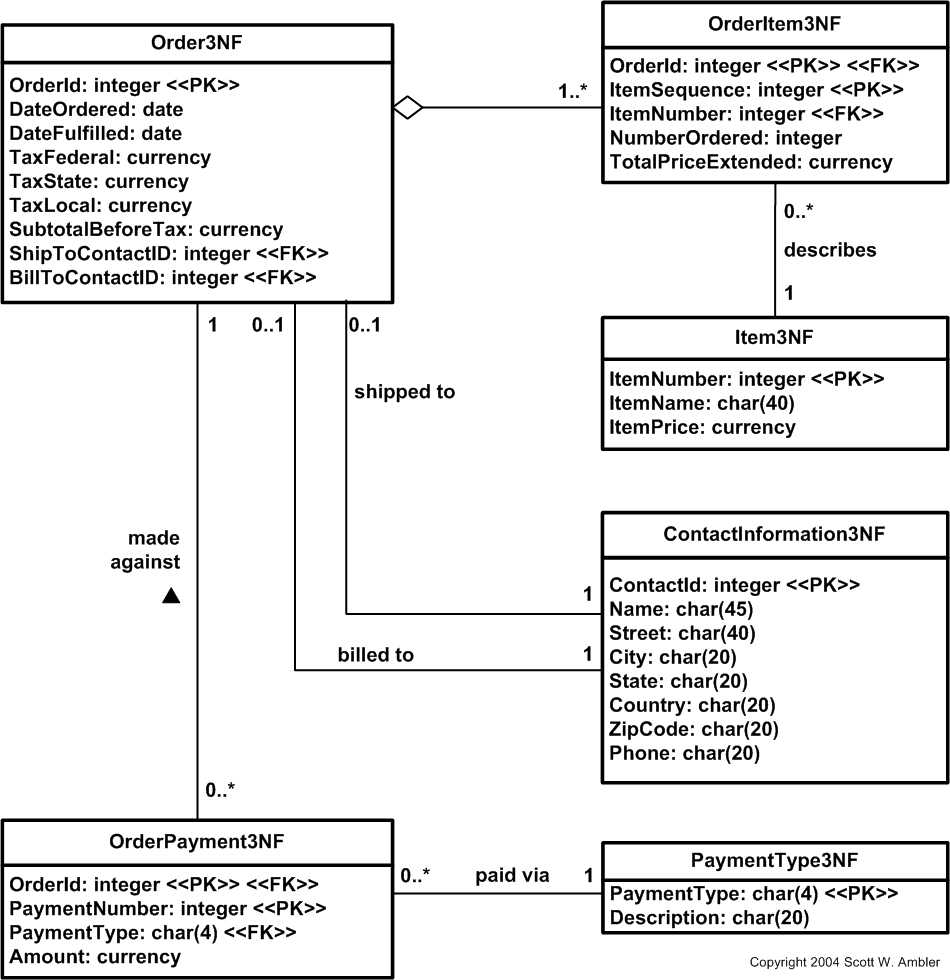 Order3NF
OrderId: integer <<PK>>
DateOrdered: date
DateFulfilled: date
TaxFederal: currency
TaxState: currency
TaxLocal: currency
SubtotalBeforeTax: currency
ShipToContactID: integer <<FK>>
BillToContactID: integer <<FK>>
1..*
OrderItem3NF
OrderId: integer <<PK>> <<FK>>
ItemSequence: integer <<PK>>
ItemNumber: integer <<FK>>
NumberOrdered: integer
TotalPriceExtended: currency
0..*
describes
1
Item3NF
ItemNumber: integer <<PK>>
ItemName: char(40)
ItemPrice: currency
1
0..1
0..1
shipped to
made
against
1
billed to
1
ContactInformation3NF
ContactId: integer <<PK>>
Name: char(45)
Street: char(40)
City: char(20)
State: char(20)
Country: char(20)
ZipCode: char(20)
Phone: char(20)
0..*
OrderPayment3NF
OrderId: integer <<PK>> <<FK>>
PaymentNumber: integer <<PK>>
PaymentType: char(4) <<FK>>
Amount: currency
0..*
paid via
1
PaymentType3NF
PaymentType: char(4) <<PK>>
Description: char(20)
Copyright 2004 Scott W. Ambler